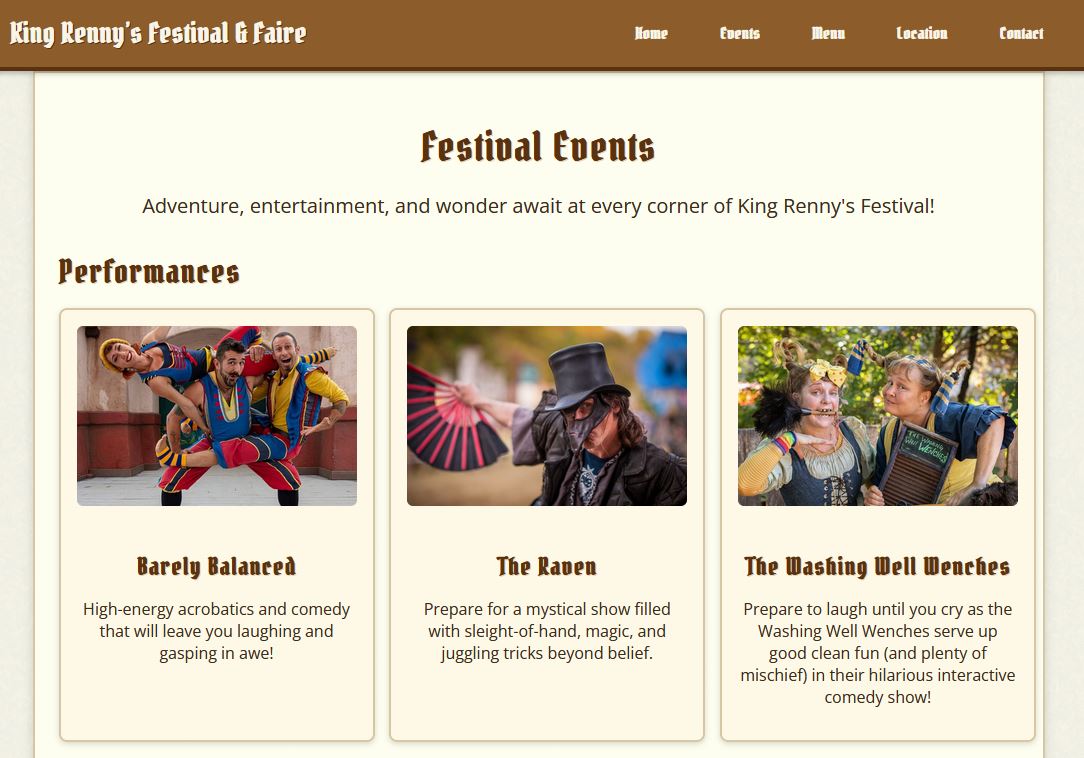 King Renny's Festival & Faire
Home Events Menu Location Contact
Festival Events
Adventure, entertainment, and wonder await at every corner of King Renny's Festival!
Performances
THE WASHING
WELL WENCHES
Barely Balanced
High-energy acrobatics and comedy
that will leave you laughing and
gasping in awe!
The Raven
Prepare for a mystical show filled
with sleight-of-hand, magic, and
juggling tricks beyond belief.
The Washing Well Wenches
Prepare to laugh until you cry as the
Washing Well Wenches serve up
good clean fun (and plenty of
mischief) in their hilarious interactive
comedy show!